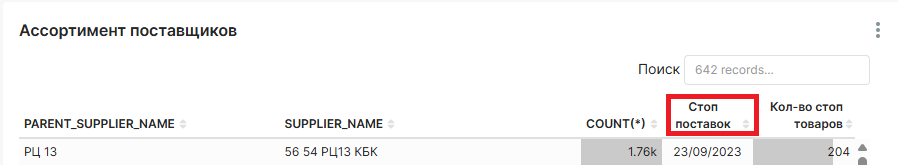 Ассортимент поставщиков
Поиск 642 records...
PARENT_SUPPLIER_NAME SUPPLIER_NAME COUNT(*) Стоп поставок Кол-во стоп товаров
РЦ 13 56 54 РЦ13 КБК 1.76k 23/09/2023 204